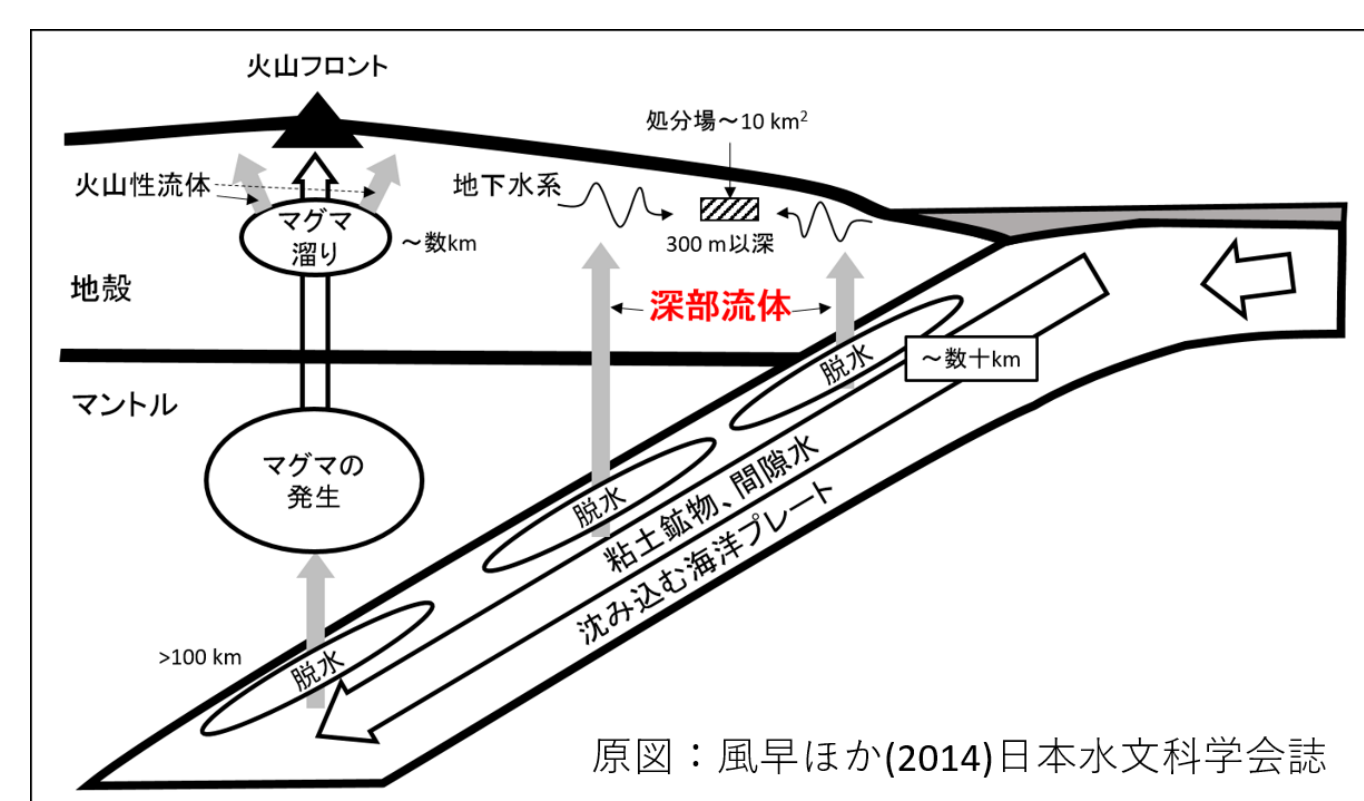 火山フロント
処分場～10 km²
火山性流体
地下水系
マグマ
溜り
～数km
300 m以深
地殻
深部流体
～数十km
脱水
マントル
マグマの
発生
脱水
粘土鉱物、間隙水
沈み込む海洋プレート
>100 km
脱水
原図：風早ほか(2014)日本水文科学会誌